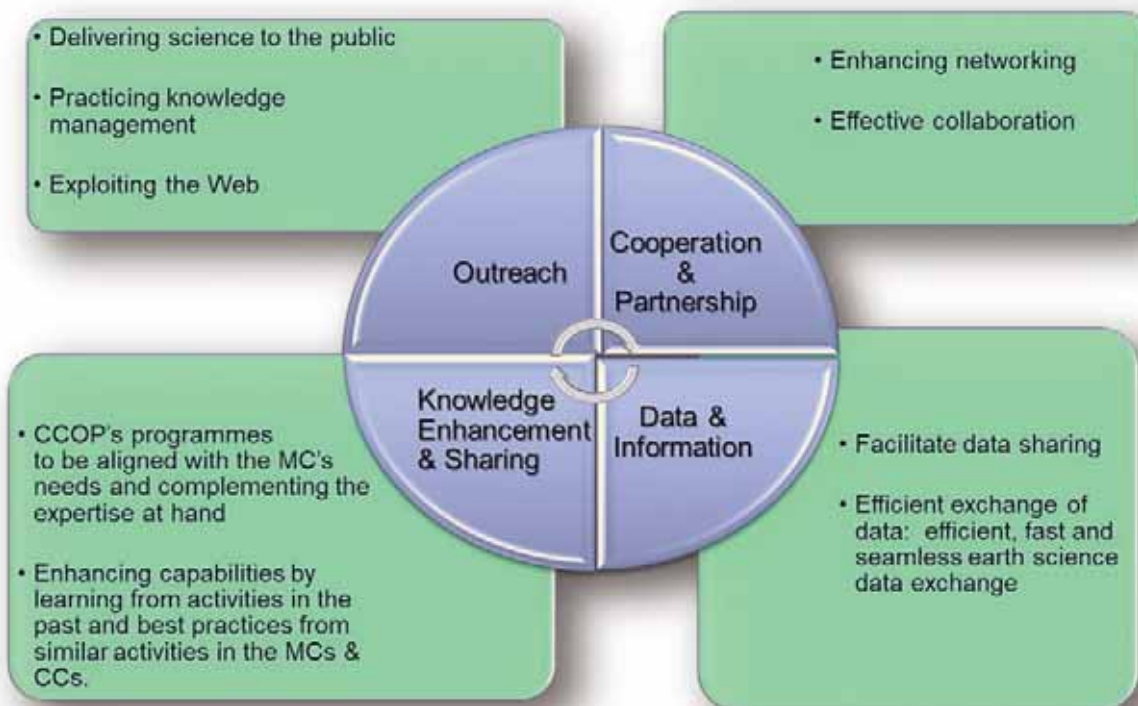 • Delivering science to the public
• Practicing knowledge
management
• Exploiting the Web
• Enhancing networking
• Effective collaboration
Outreach
Cooperation
&
Partnership
Knowledge
Enhancement
& Sharing
Data &
Information
• CCOP's programmes
to be aligned with the MC's
needs and complementing the
expertise at hand
• Enhancing capabilities by
learning from activities in the
past and best practices from
similar activities in the MCs &
CCs.
• Facilitate data sharing
• Efficient exchange of
data: efficient, fast and
seamless earth science
data exchange